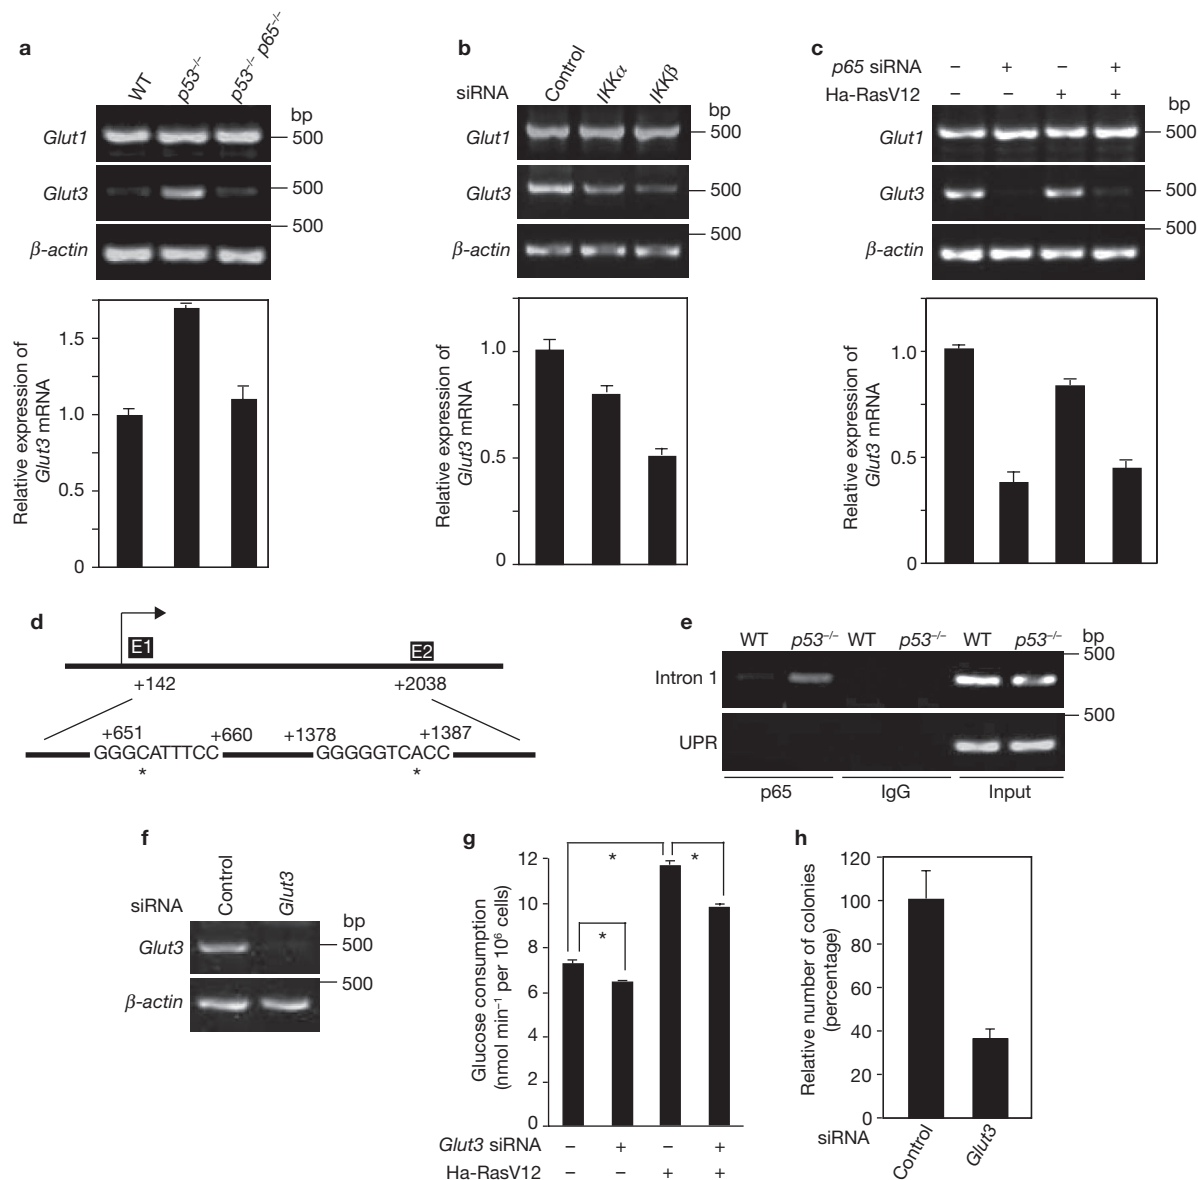 a
WT
p53−/−
p53−/− p65−/−
bp
Glut1
500
Glut3
500
500
β-actin
Relative expression of
Glut3 mRNA
1.5
1.0
0.5
0
b
siRNA
Control
IKKα
IKKβ
bp
Glut1
500
Glut3
500
500
β-actin
Relative expression of
Glut3 mRNA
1.0
0.5
0
c
p65 siRNA − + − +
Ha-RasV12 − − + +
bp
Glut1
500
Glut3
500
500
β-actin
Relative expression of
Glut3 mRNA
1.0
0.5
0
d
E1
E2
+142
+2038
+651
+660
+1378
+1387
GGGCATTTCC
GGGGGTCACC
* *
e
WT p53−/− WT p53−/− WT p53−/−
bp
500
Intron 1
500
UPR
p65 IgG Input
f
siRNA
Control
Glut3
bp
Glut3
500
500
β-actin
g
Glucose consumption
(nmol min−1 per 106 cells)
12
10
8
6
4
2
0
* * *
Glut3 siRNA − + − +
Ha-RasV12 − − + +
h
Relative number of colonies
(percentage)
120
100
80
60
40
20
0
siRNA
Control
Glut3